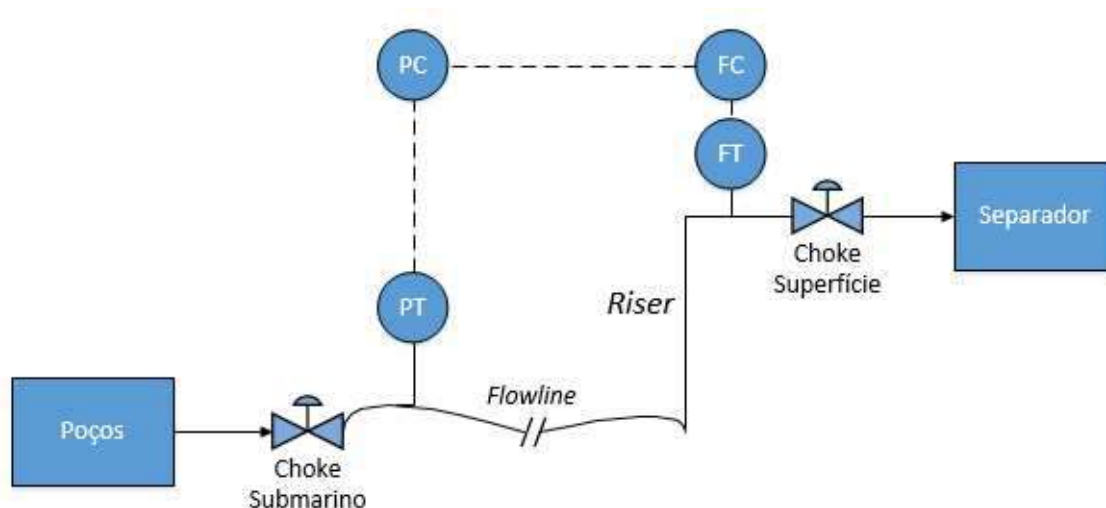 PC
FC
FT
Separador
Choke
Superfície
Riser
PT
Flowline
Poços
Choke
Submarino